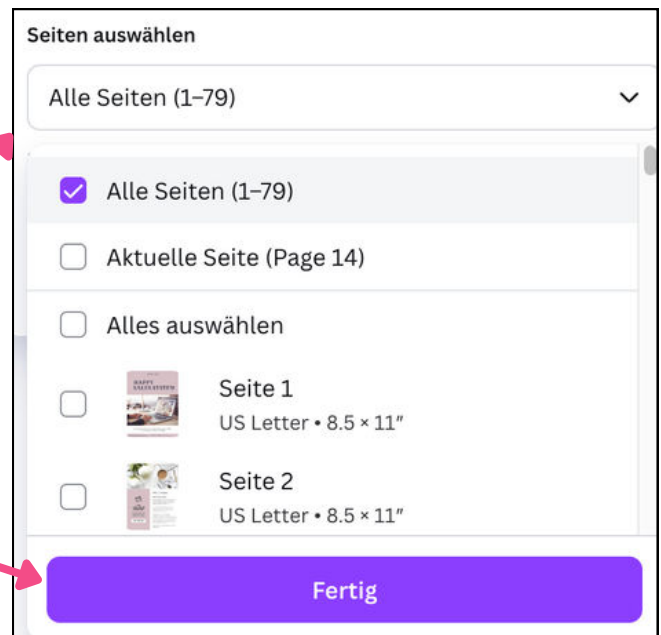 Seiten auswählen
Alle Seiten (1–79)
Alle Seiten (1–79)
Aktuelle Seite (Page 14)
Alles auswählen
HAPPY
Seite 1
US Letter • 8.5 × 11″
Seite 2
US Letter • 8.5 × 11″
Fertig